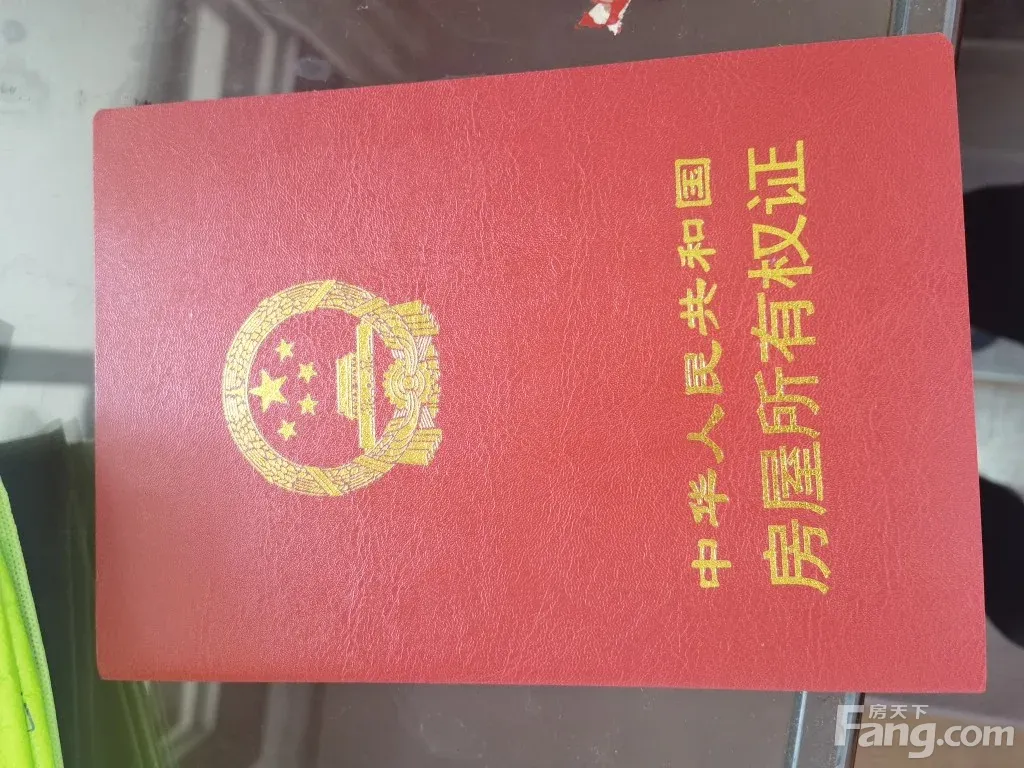 中华人民共和国
房屋所有权证
房天下
Fang.com